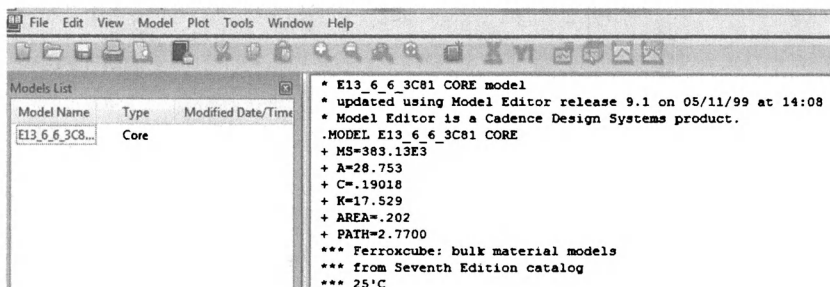 File Edit View Model Plot Tools Window Help
Models List
Model Name Type Modified Date/Time
E13_6_6_3C8... Core
* E13_6_6_3C81 CORE model
* updated using Model Editor release 9.1 on 05/11/99 at 14:08
* Model Editor is a Cadence Design Systems product.
.MODEL E13_6_6_3C81 CORE
+ MS=383.13E3
+ A=28.753
+ C=.19018
+ K=17.529
+ AREA=.202
+ PATH=2.7700
*** Ferroxcube: bulk material models
*** from Seventh Edition catalog
*** 25'C